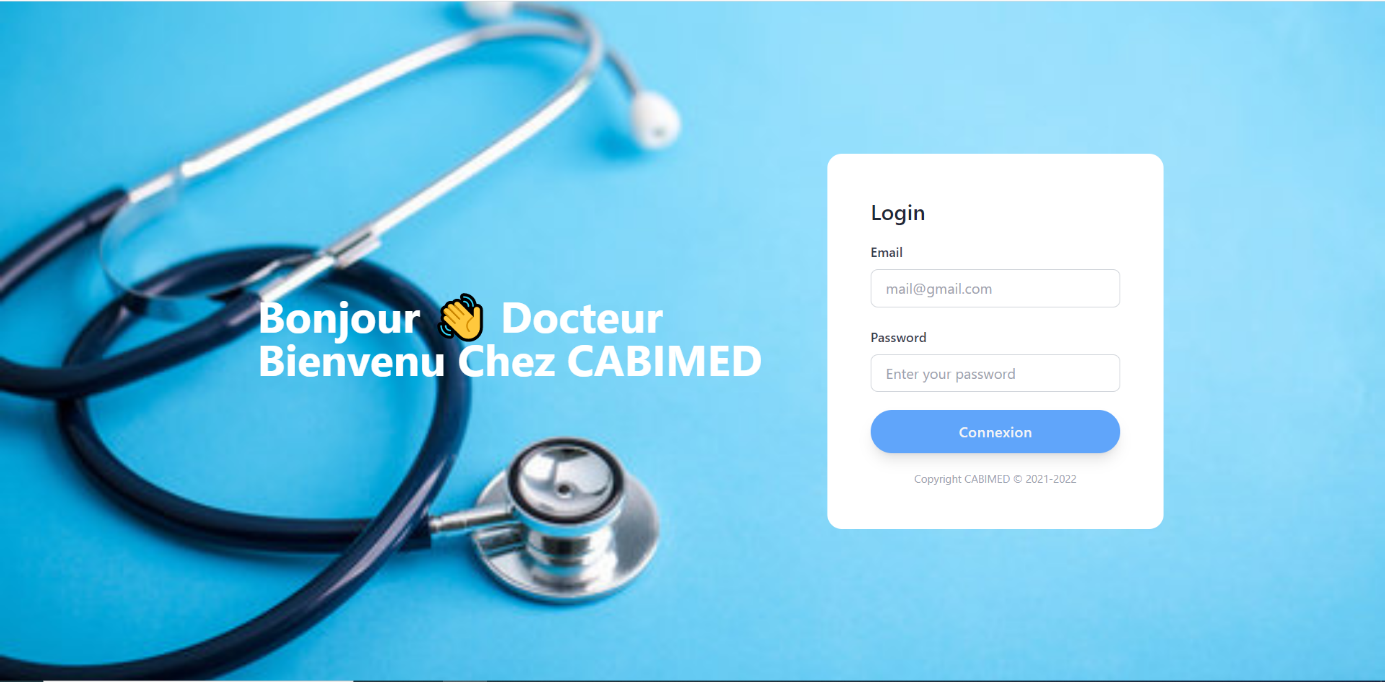 Bonjour 👋 Docteur
Bienvenu Chez CABIMED
Login
Email
mail@gmail.com
Password
Enter your password
Connexion
Copyright CABIMED © 2021-2022